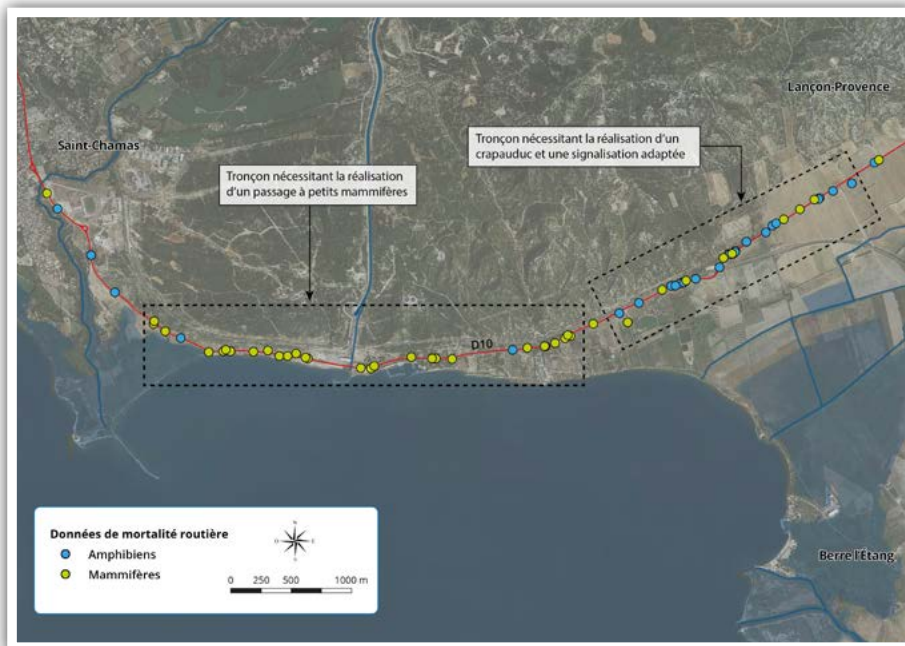 Lançon-Provence
Saint-Chamas
Tronçon nécessitant la réalisation d'un
crapauduc et une signalisation adaptée
Tronçon nécessitant la réalisation
d'un passage à petits mammifères
D10
Données de mortalité routière
Amphibiens
Mammifères
N
O
E
S
0 250 500 1000 m
Berre l'Étang